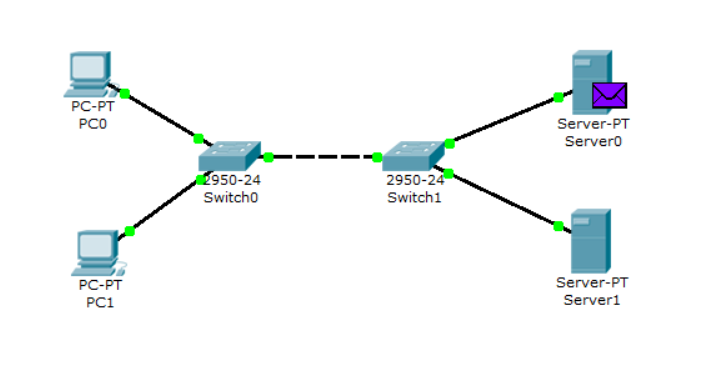 PC-PT
PC0
Server-PT
Server0
2950-24
Switch0
2950-24
Switch1
PC-PT
PC1
Server-PT
Server1